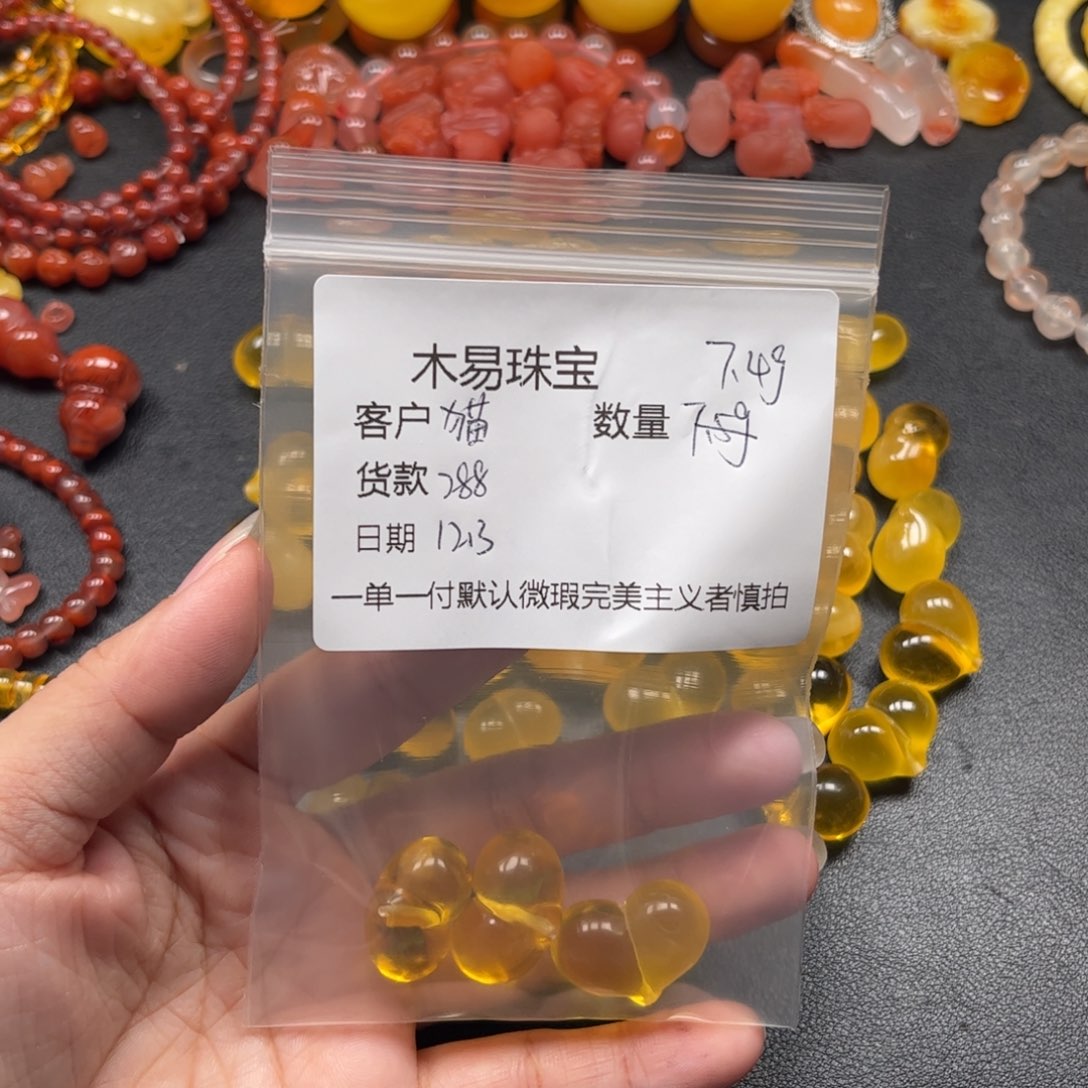 木易珠宝 7.4g
客户 猫 数量 7.5g
货款 288
日期 12.3
一单一付默认微瑕完美主义者慎拍